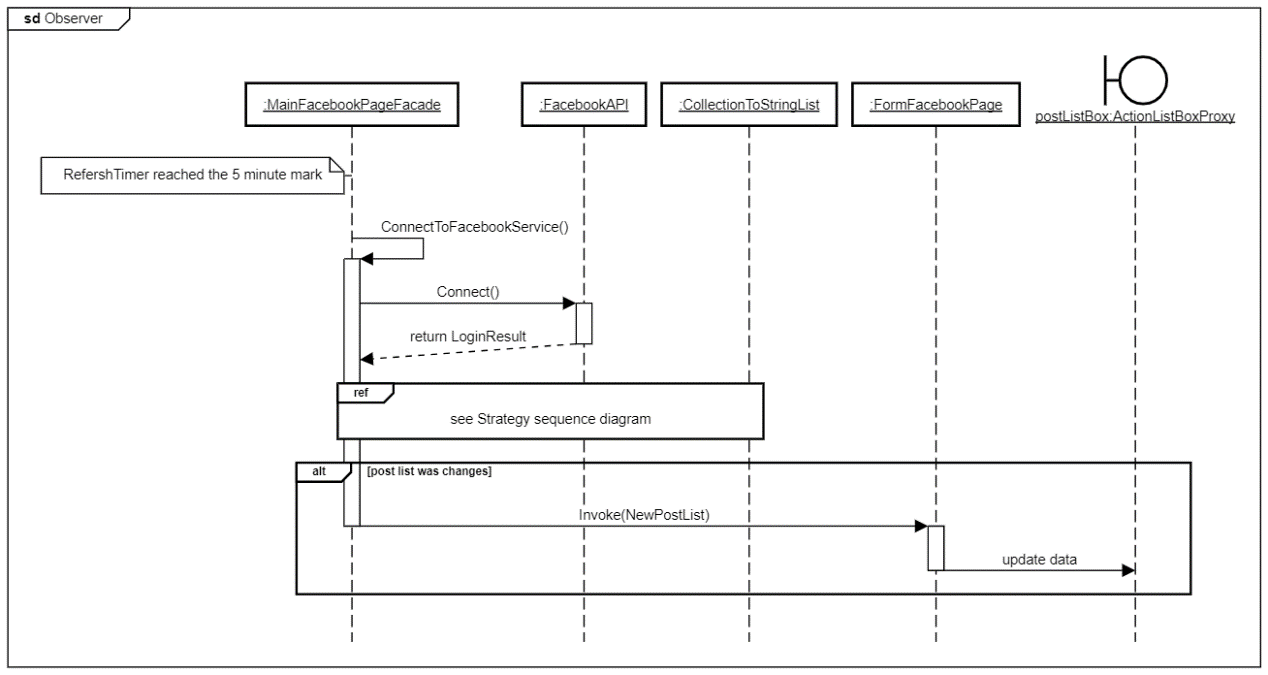 sd Observer
:MainFacebookPageFacade
:FacebookAPI
:CollectionToStringList
:FormFacebookPage
postListBox:ActionListBoxProxy
RefershTimer reached the 5 minute mark
ConnectToFacebookService()
Connect()
return LoginResult
ref
see Strategy sequence diagram
alt
[post list was changes]
Invoke(NewPostList)
update data